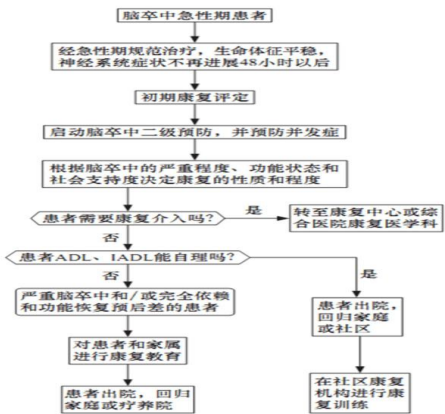 脑卒中急性期患者
经急性期规范治疗，生命体征平稳，
神经系统症状不再进展48小时以后
初期康复评定
启动脑卒中二级预防，并预防并发症
根据脑卒中的严重程度、功能状态和
社会支持度决定康复的性质和程度
患者需要康复介入吗？
是
转至康复中心或综
合医院康复医学科
否
患者ADL、IADL能自理吗？
否
是
严重脑卒中和/或完全依赖
和功能恢复预后差的患者
患者出院，
回归家庭
或社区
对患者和家属
进行康复教育
在社区康复
机构进行康
复训练
患者出院，回归
家庭或疗养院